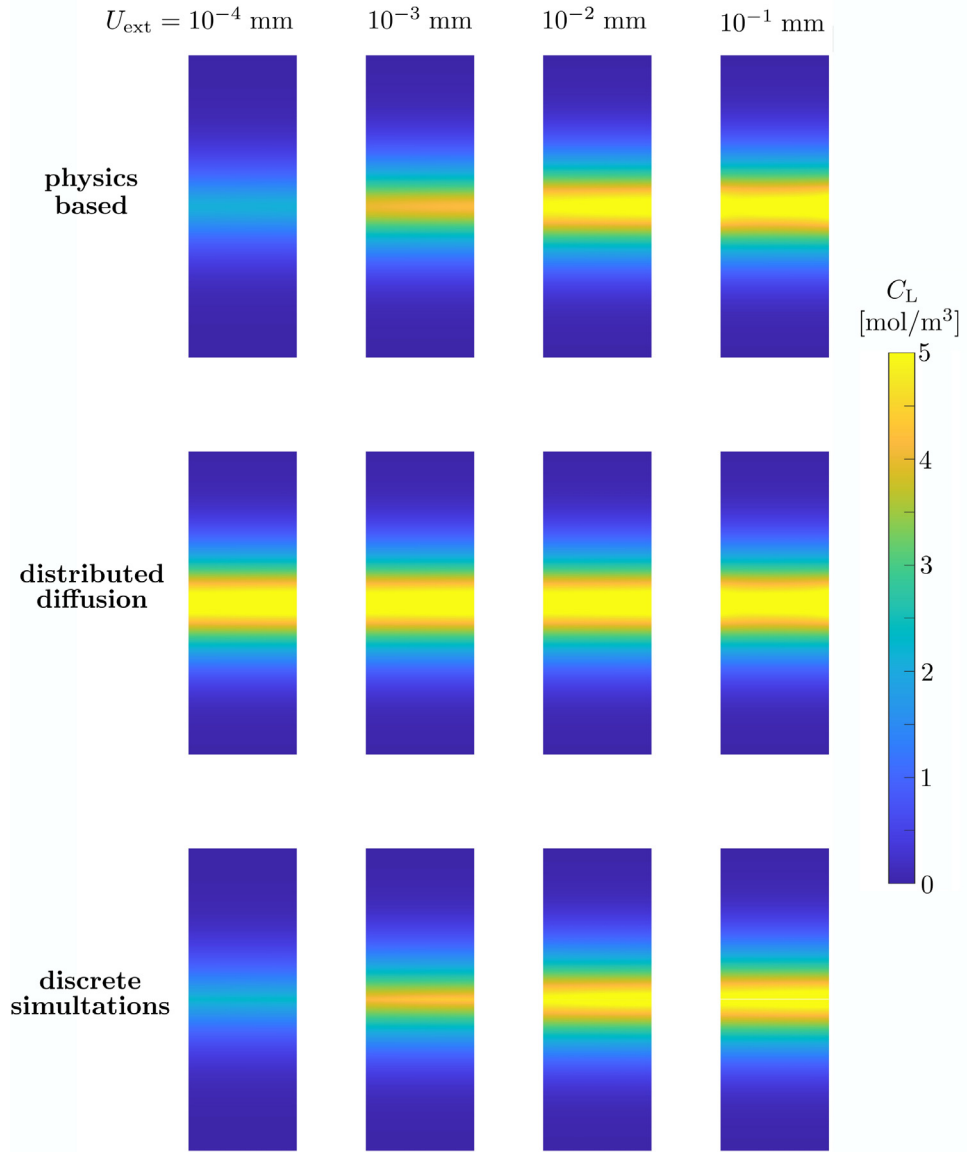 U_ext = 10⁻⁴ mm 10⁻³ mm 10⁻² mm 10⁻¹ mm
physics
based
C_L
[mol/m³]
5
4
3
2
1
0
distributed
diffusion
discrete
simultations